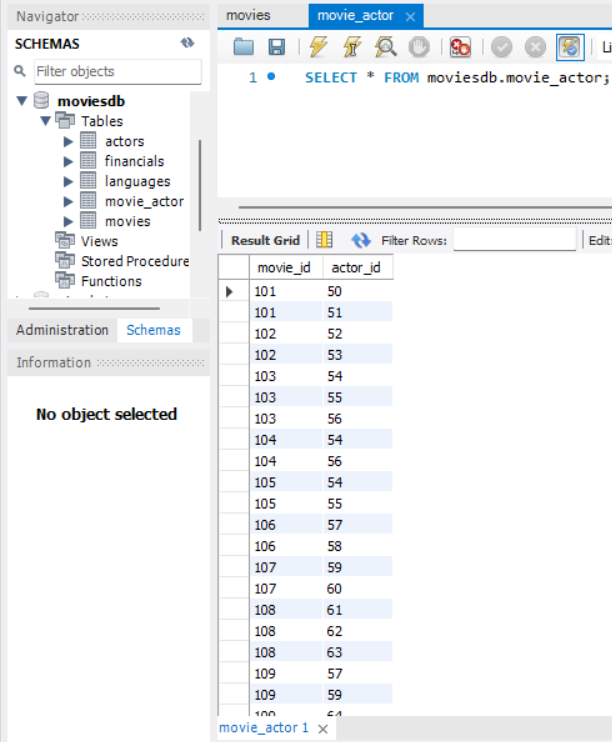 Navigator
SCHEMAS
Filter objects
moviesdb
Tables
actors
financials
languages
movie_actor
movies
Views
Stored Procedure
Functions
Administration Schemas
Information
No object selected
movies movie_actor
1 SELECT * FROM moviesdb.movie_actor;
Result Grid Filter Rows: Edit:
movie_id actor_id
101 50
101 51
102 52
102 53
103 54
103 55
103 56
104 54
104 56
105 54
105 55
106 57
106 58
107 59
107 60
108 61
108 62
108 63
109 57
109 59
109 64
movie_actor 1